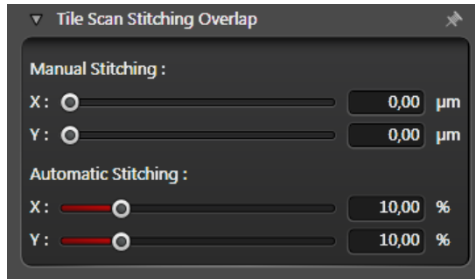 Tile Scan Stitching Overlap
Manual Stitching :
X : 0,00 µm
Y : 0,00 µm
Automatic Stitching :
X : 10,00 %
Y : 10,00 %